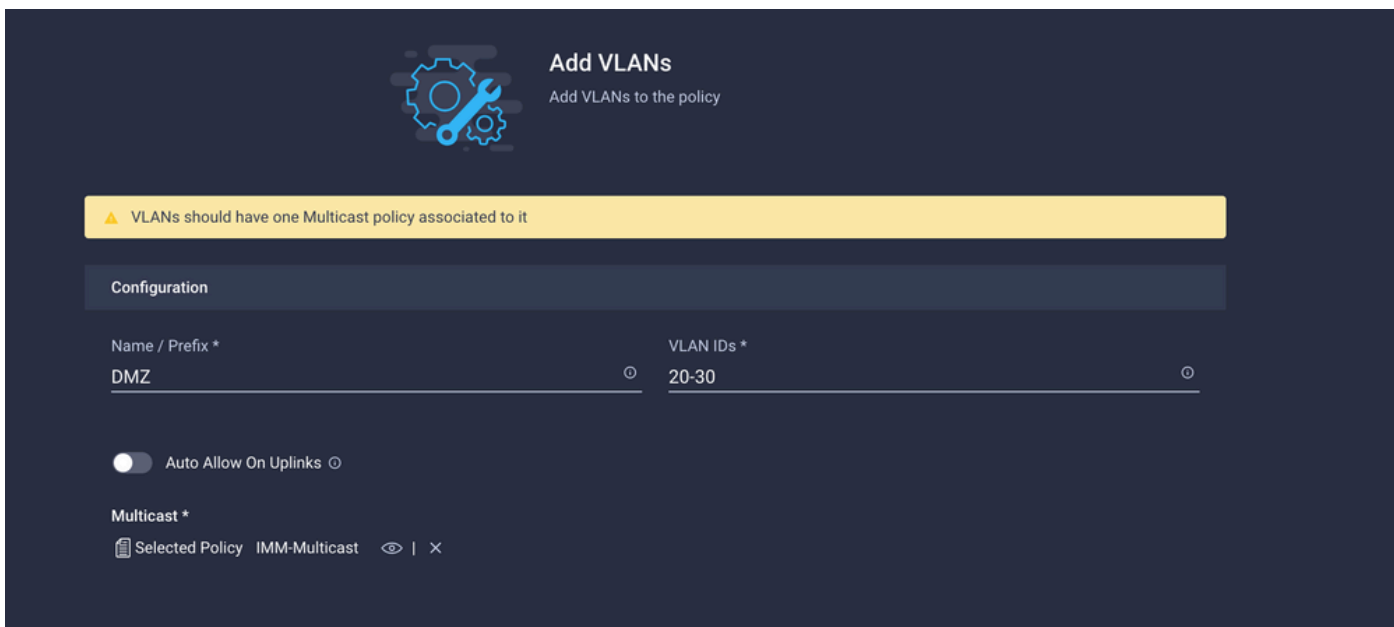 Add VLANs
Add VLANs to the policy
VLANs should have one Multicast policy associated to it
Configuration
Name / Prefix *
VLAN IDs *
DMZ
20-30
Auto Allow On Uplinks
Multicast *
Selected Policy IMM-Multicast |